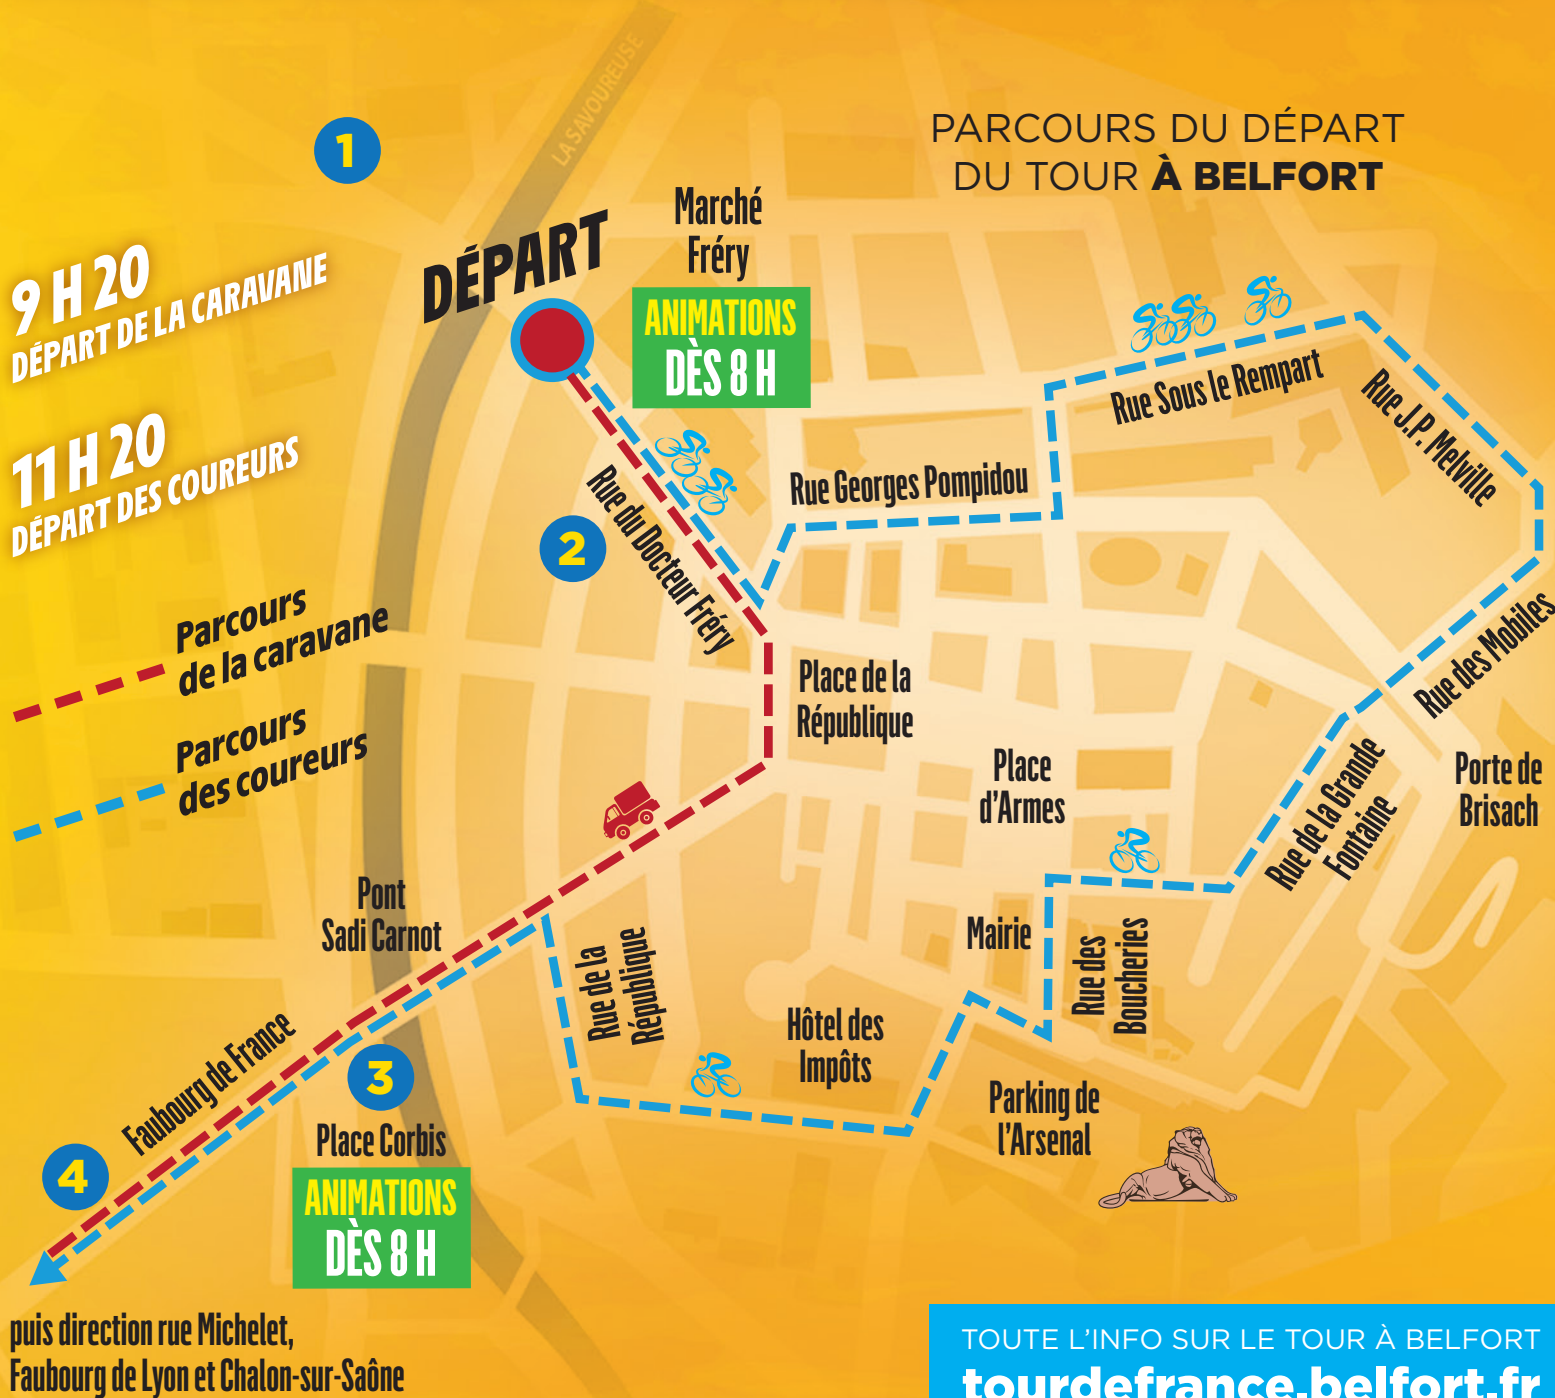 PARCOURS DU DÉPART
DU TOUR À BELFORT
LA SAVOUREUSE
1
9 H 20
DÉPART DE LA CARAVANE
11 H 20
DÉPART DES COUREURS
Parcours
de la caravane
Parcours
des coureurs
DÉPART
Marché
Fréry
ANIMATIONS
DÈS 8 H
2
Rue du Docteur Fréry
Rue Georges Pompidou
Rue Sous le Rempart
Rue J.P. Melville
Rue des Mobiles
Porte de
Brisach
Rue de la Grande
Fontaine
Place de la
République
Place
d'Armes
Mairie
Rue des
Boucheries
Parking de
l'Arsenal
Hôtel des
Impôts
Rue de la
République
Pont
Sadi Carnot
Faubourg de France
3
Place Corbis
ANIMATIONS
DÈS 8 H
4
puis direction rue Michelet,
Faubourg de Lyon et Chalon-sur-Saône
TOUTE L'INFO SUR LE TOUR À BELFORT
tourdefrance.belfort.fr